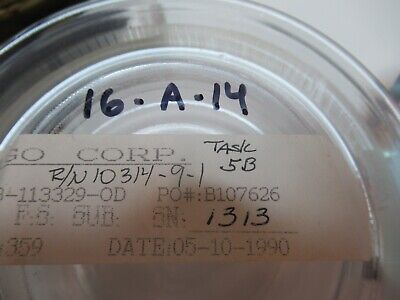 16-A-14
GO CORP.
TASK
5B
R/N 10314-9-1
-113329-OD PO#:B107626
F.S. SUB. SN: 1313
359 DATE:05-10-1990